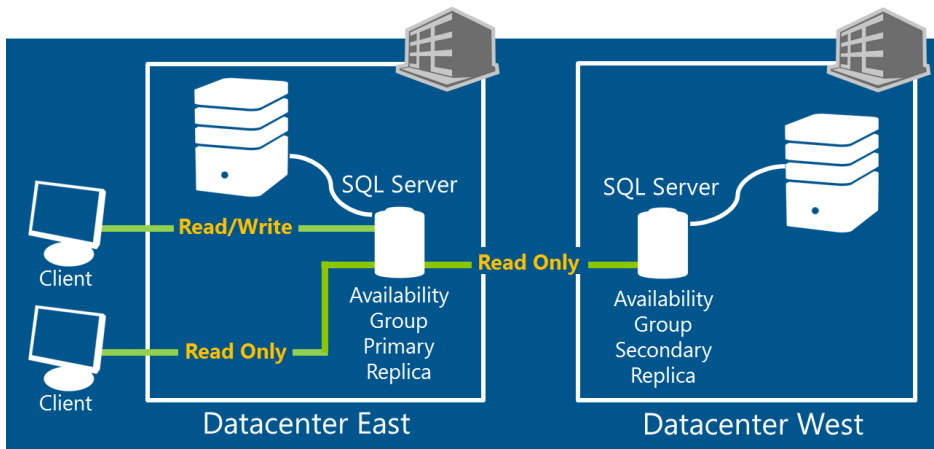 SQL Server
Read/Write
Client
Availability
Group
Primary
Replica
Read Only
Client
Datacenter East
Read Only
SQL Server
Availability
Group
Secondary
Replica
Datacenter West